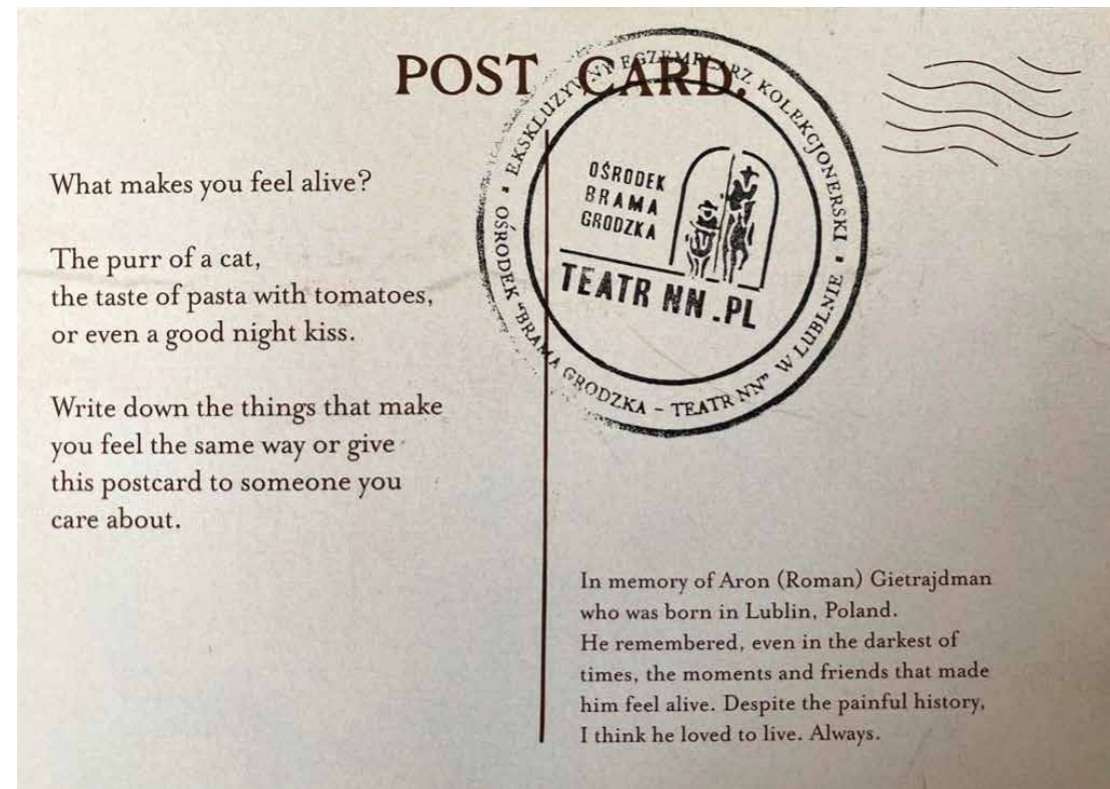 POST CARD.
What makes you feel alive?
The purr of a cat,
the taste of pasta with tomatoes,
or even a good night kiss.
Write down the things that make
you feel the same way or give
this postcard to someone you
care about.
EKSKLUZYWNY EGZEMPLARZ KOLEKCJONERSKI
OŚRODEK "BRAMA GRODZKA - TEATR NN" W LUBLNIE
OŚRODEK
BRAMA
GRODZKA
TEATR NN .PL
In memory of Aron (Roman) Gietrajdman
who was born in Lublin, Poland.
He remembered, even in the darkest of
times, the moments and friends that made
him feel alive. Despite the painful history,
I think he loved to live. Always.